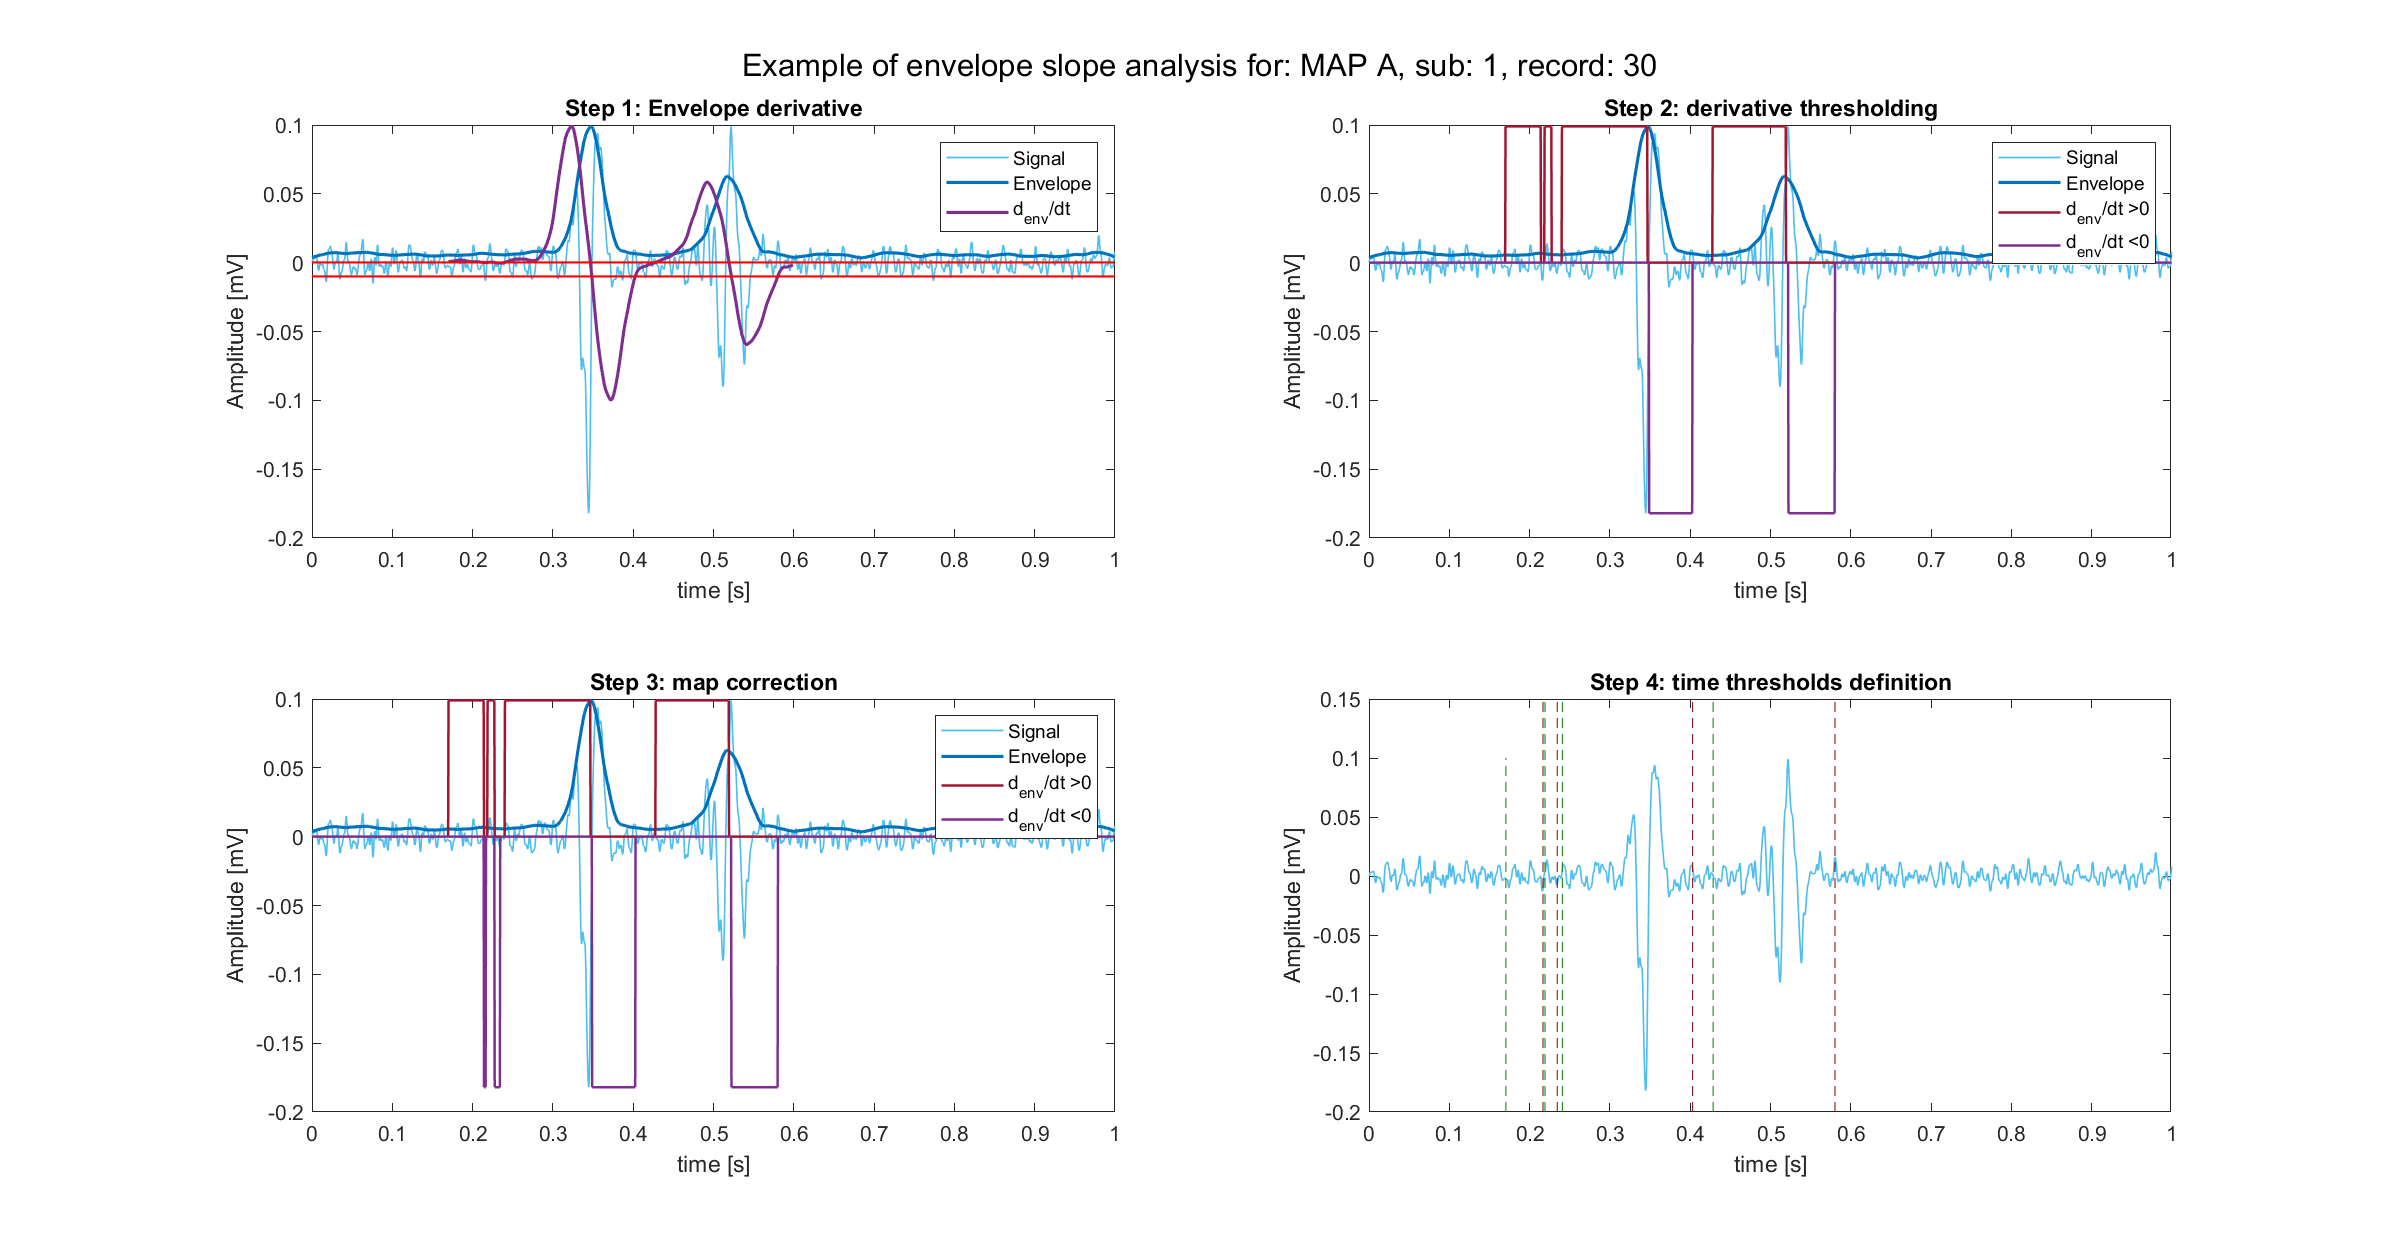 Example of envelope slope analysis for: MAP A, sub: 1, record: 30
Step 1: Envelope derivative
0.1
0.05
0
-0.05
-0.1
-0.15
-0.2
Amplitude [mV]
0 0.1 0.2 0.3 0.4 0.5 0.6 0.7 0.8 0.9 1
time [s]
Signal
Envelope
d_env/dt
Step 2: derivative thresholding
0.1
0.05
0
-0.05
-0.1
-0.15
-0.2
Amplitude [mV]
0 0.1 0.2 0.3 0.4 0.5 0.6 0.7 0.8 0.9 1
time [s]
Signal
Envelope
d_env/dt >0
d_env/dt <0
Step 3: map correction
0.1
0.05
0
-0.05
-0.1
-0.15
-0.2
Amplitude [mV]
0 0.1 0.2 0.3 0.4 0.5 0.6 0.7 0.8 0.9 1
time [s]
Signal
Envelope
d_env/dt >0
d_env/dt <0
Step 4: time thresholds definition
0.15
0.1
0.05
0
-0.05
-0.1
-0.15
-0.2
Amplitude [mV]
0 0.1 0.2 0.3 0.4 0.5 0.6 0.7 0.8 0.9 1
time [s]